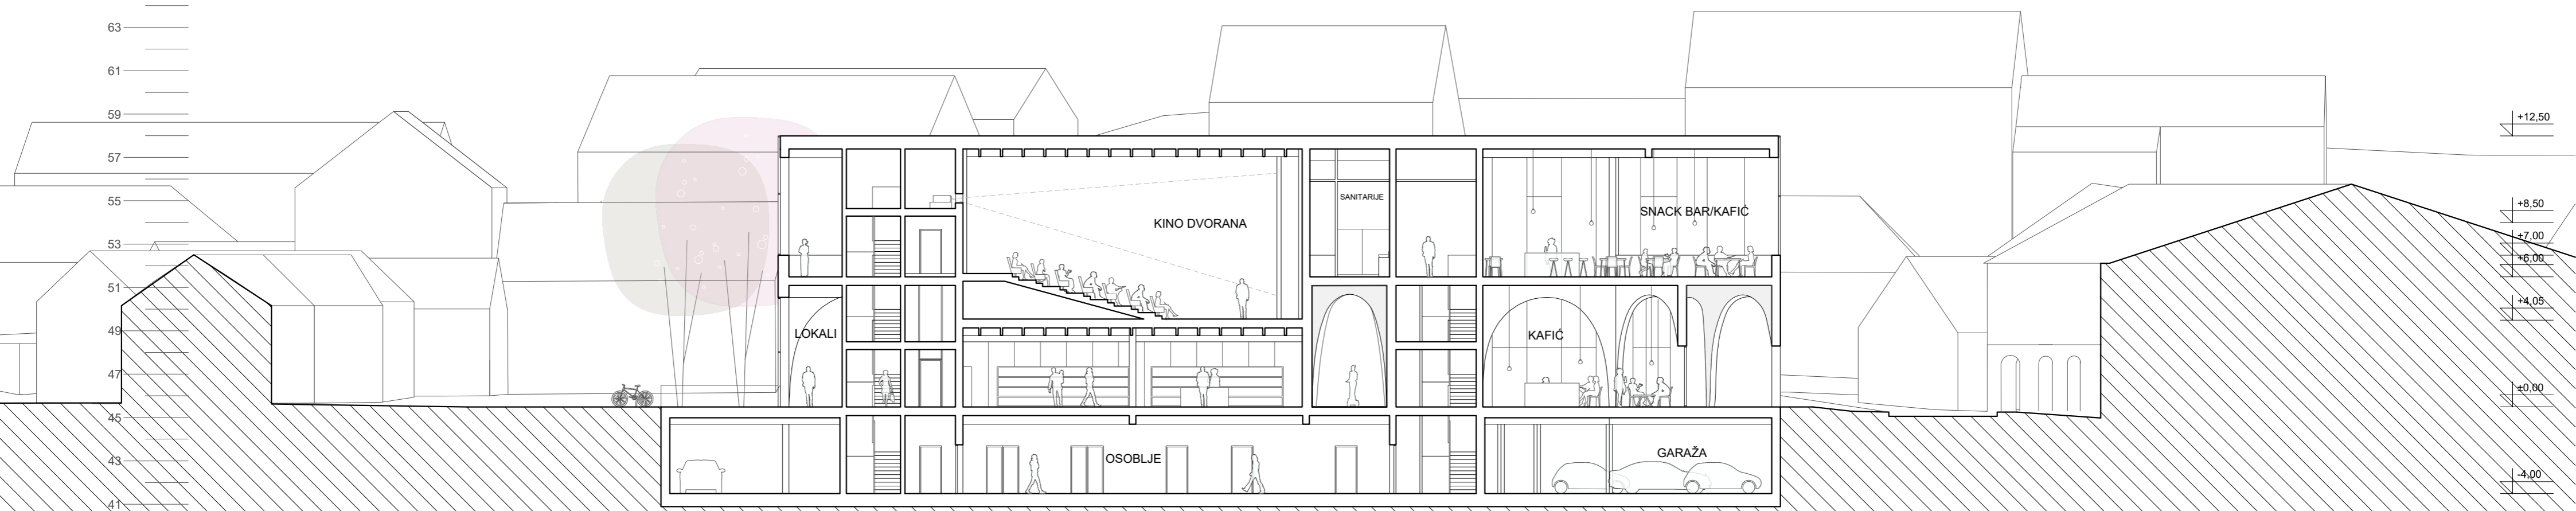 63
61
59
57
55
53
51
49
47
45
43
41
KINO DVORANA
SANITARIJE
SNACK BAR/KAFIĆ
LOKALI
KAFIĆ
OSOBLJE
GARAŽA
+12,50
+8,50
+7,00
+6,00
+4,05
±0,00
-4,00